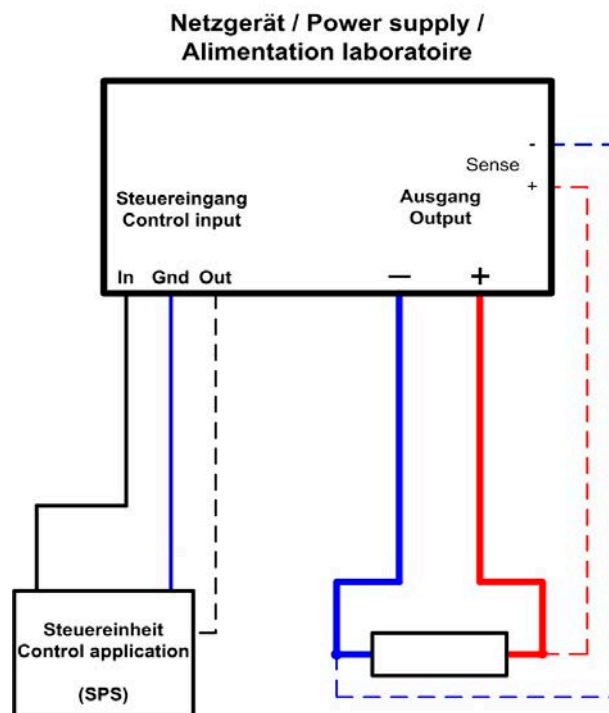 Netzgerät / Power supply /
Alimentation laboratoire
-
Sense
+
Steuereingang
Control input
Ausgang
Output
In Gnd Out
— +
Steuereinheit
Control application
(SPS)